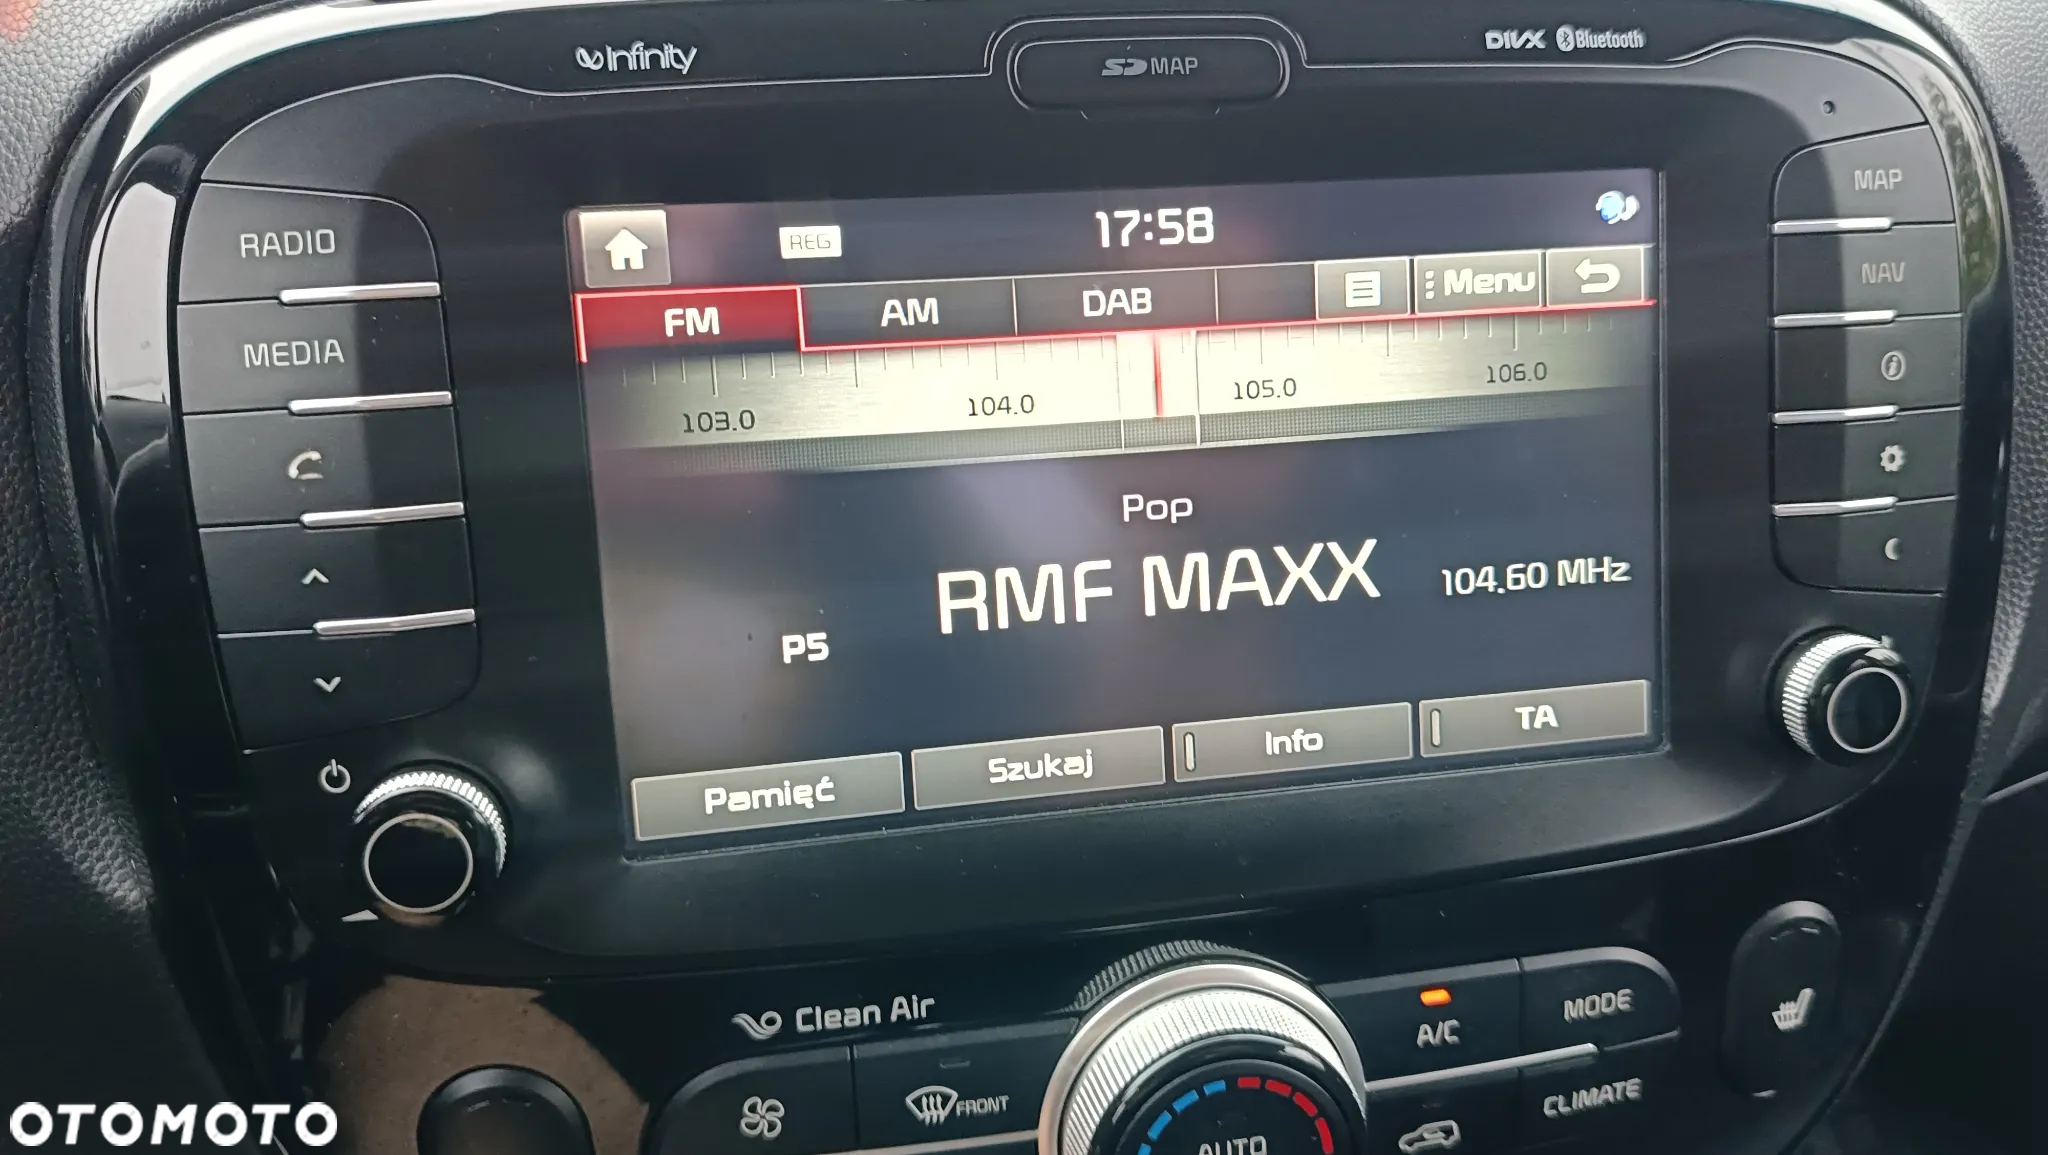 Infinity
SD MAP
DIVX Bluetooth
RADIO
MEDIA
MAP
NAV
REG
17:58
FM
AM
DAB
Menu
103.0
104.0
105.0
106.0
Pop
RMF MAXX
104.60 MHz
P5
Pamięć
Szukaj
Info
TA
Clean Air
FRONT
A/C
MODE
CLIMATE
AUTO
OTOMOTO